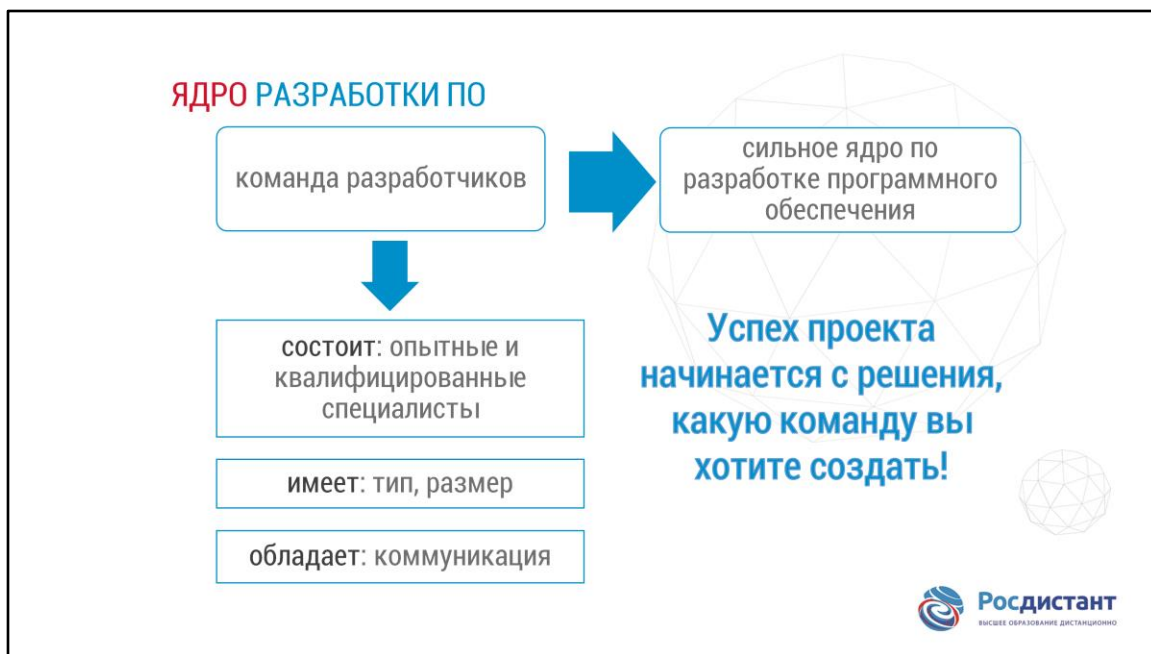 ЯДРО РАЗРАБОТКИ ПО
команда разработчиков
сильное ядро по
разработке программного
обеспечения
состоит: опытные и
квалифицированные
специалисты
имеет: тип, размер
обладает: коммуникация
Успех проекта
начинается с решения,
какую команду вы
хотите создать!
Росдистант
ВЫСШЕЕ ОБРАЗОВАНИЕ ДИСТАНЦИОННО